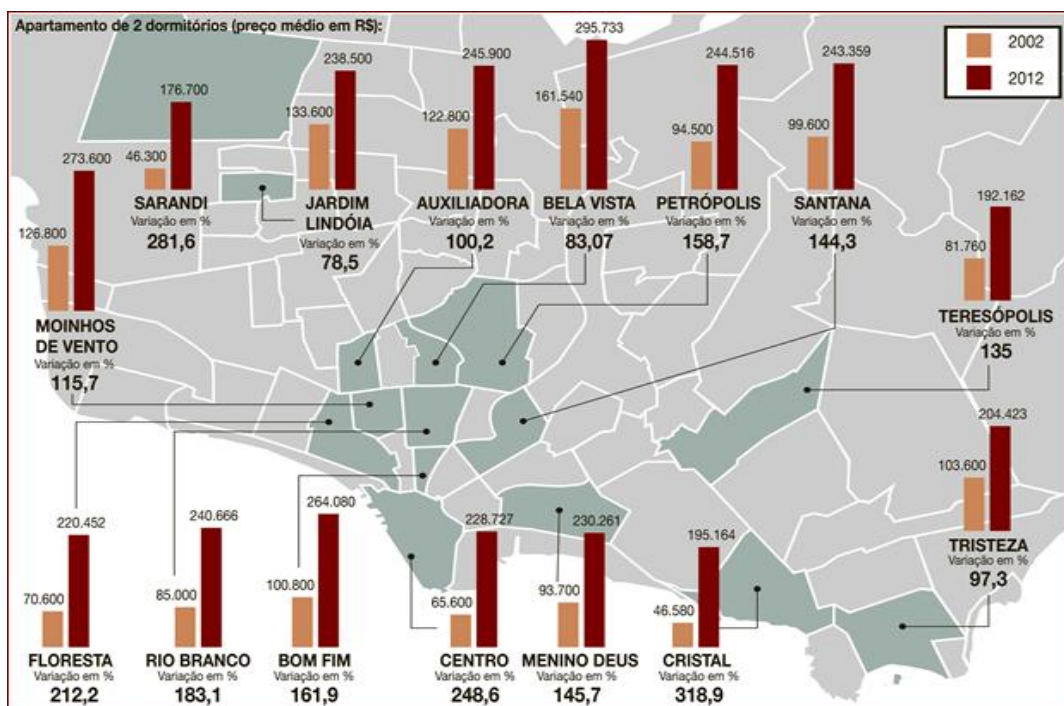 Apartamento de 2 dormitórios (preço médio em R$):
2002
2012
126.800
273.600
MOINHOS
DE VENTO
Variação em %
115,7
46.300
176.700
SARANDI
Variação em %
281,6
133.600
238.500
JARDIM
LINDÓIA
Variação em %
78,5
122.800
245.900
AUXILIADORA
Variação em %
100,2
161.540
295.733
BELA VISTA
Variação em %
83,07
94.500
244.516
PETRÓPOLIS
Variação em %
158,7
99.600
243.359
SANTANA
Variação em %
144,3
81.760
192.162
TERESÓPOLIS
Variação em %
135
103.600
204.423
TRISTEZA
Variação em %
97,3
70.600
220.452
FLORESTA
Variação em %
212,2
85.000
240.666
RIO BRANCO
Variação em %
183,1
100.800
264.080
BOM FIM
Variação em %
161,9
65.600
228.727
CENTRO
Variação em %
248,6
93.700
230.261
MENINO DEUS
Variação em %
145,7
46.580
195.164
CRISTAL
Variação em %
318,9